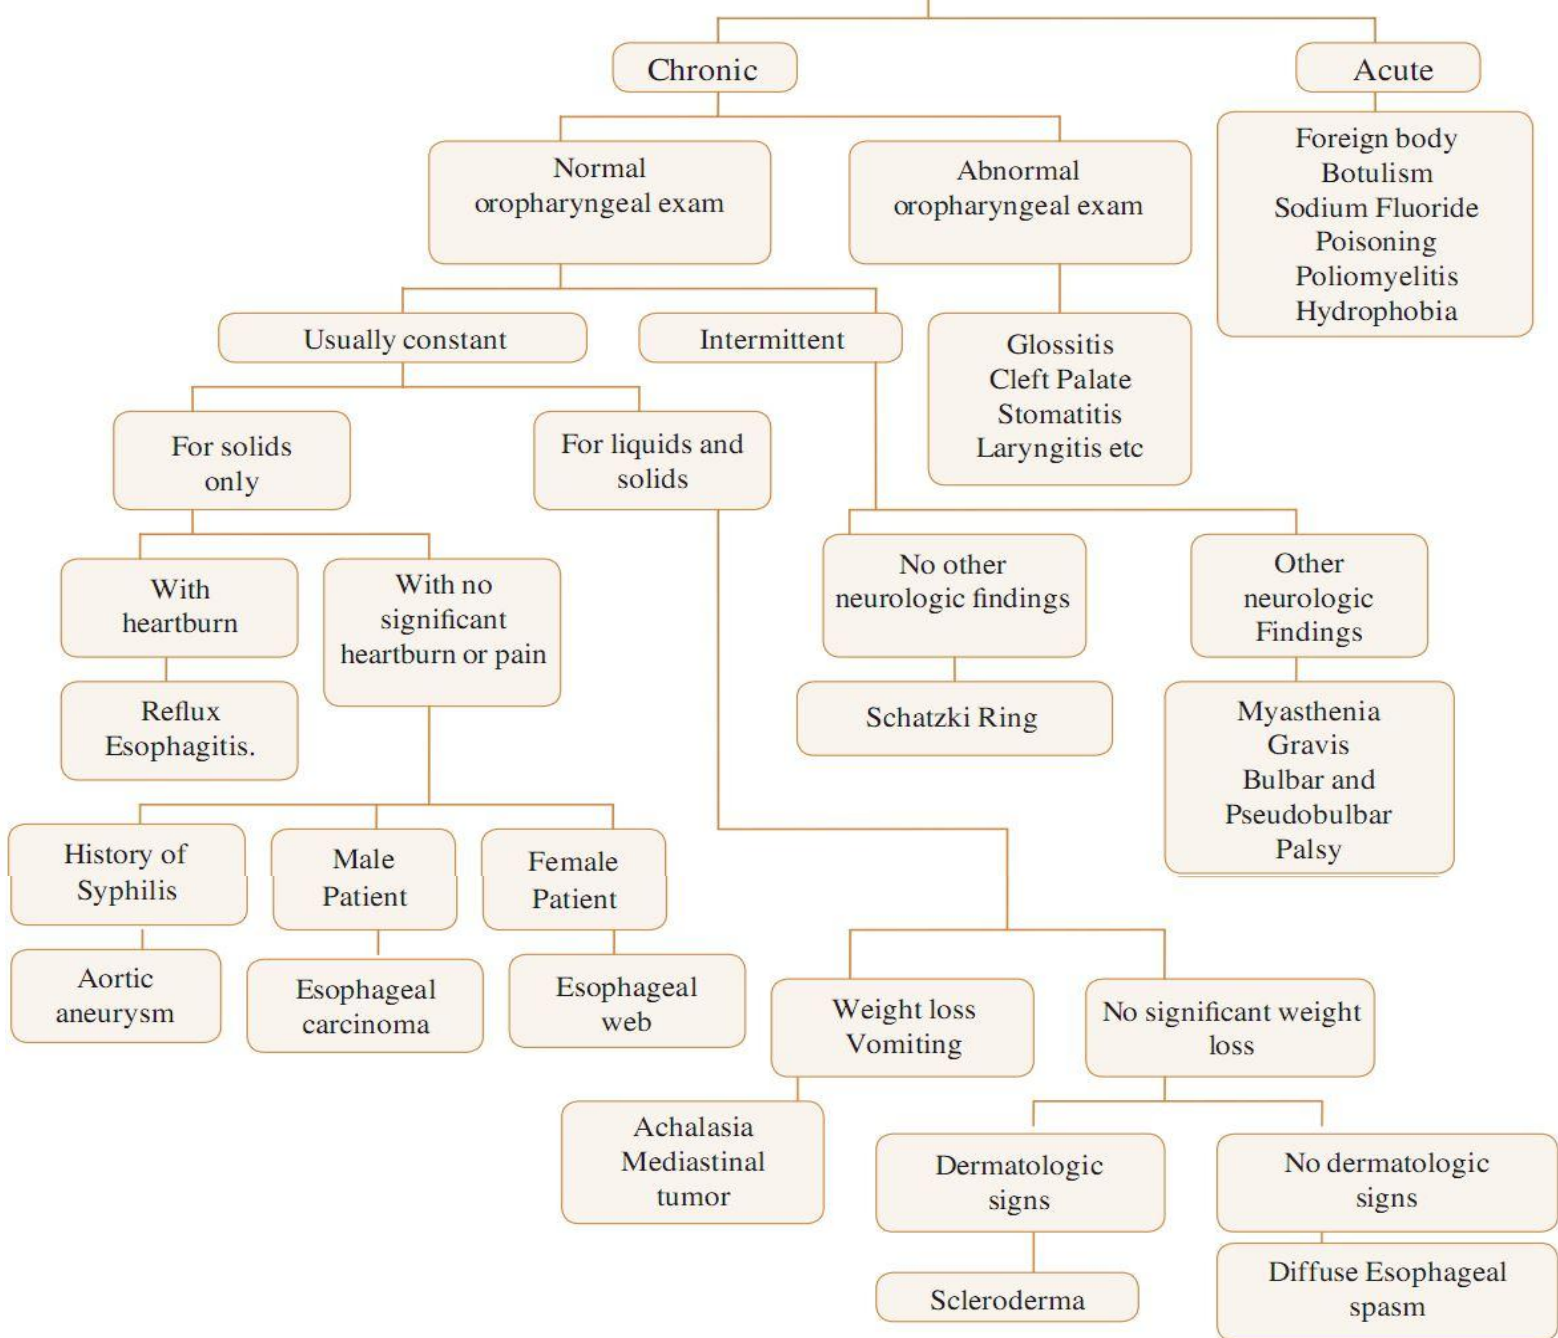 Chronic
Acute
Normal
oropharyngeal exam
Abnormal
oropharyngeal exam
Foreign body
Botulism
Sodium Fluoride
Poisoning
Poliomyelitis
Hydrophobia
Usually constant
Intermittent
Glossitis
Cleft Palate
Stomatitis
Laryngitis etc
For solids
only
For liquids and
solids
With
heartburn
With no
significant
heartburn or pain
No other
neurologic findings
Other
neurologic
Findings
Reflux
Esophagitis.
Schatzki Ring
Myasthenia
Gravis
Bulbar and
Pseudobulbar
Palsy
History of
Syphilis
Male
Patient
Female
Patient
Aortic
aneurysm
Esophageal
carcinoma
Esophageal
web
Weight loss
Vomiting
No significant weight
loss
Achalasia
Mediastinal
tumor
Dermatologic
signs
No dermatologic
signs
Scleroderma
Diffuse Esophageal
spasm